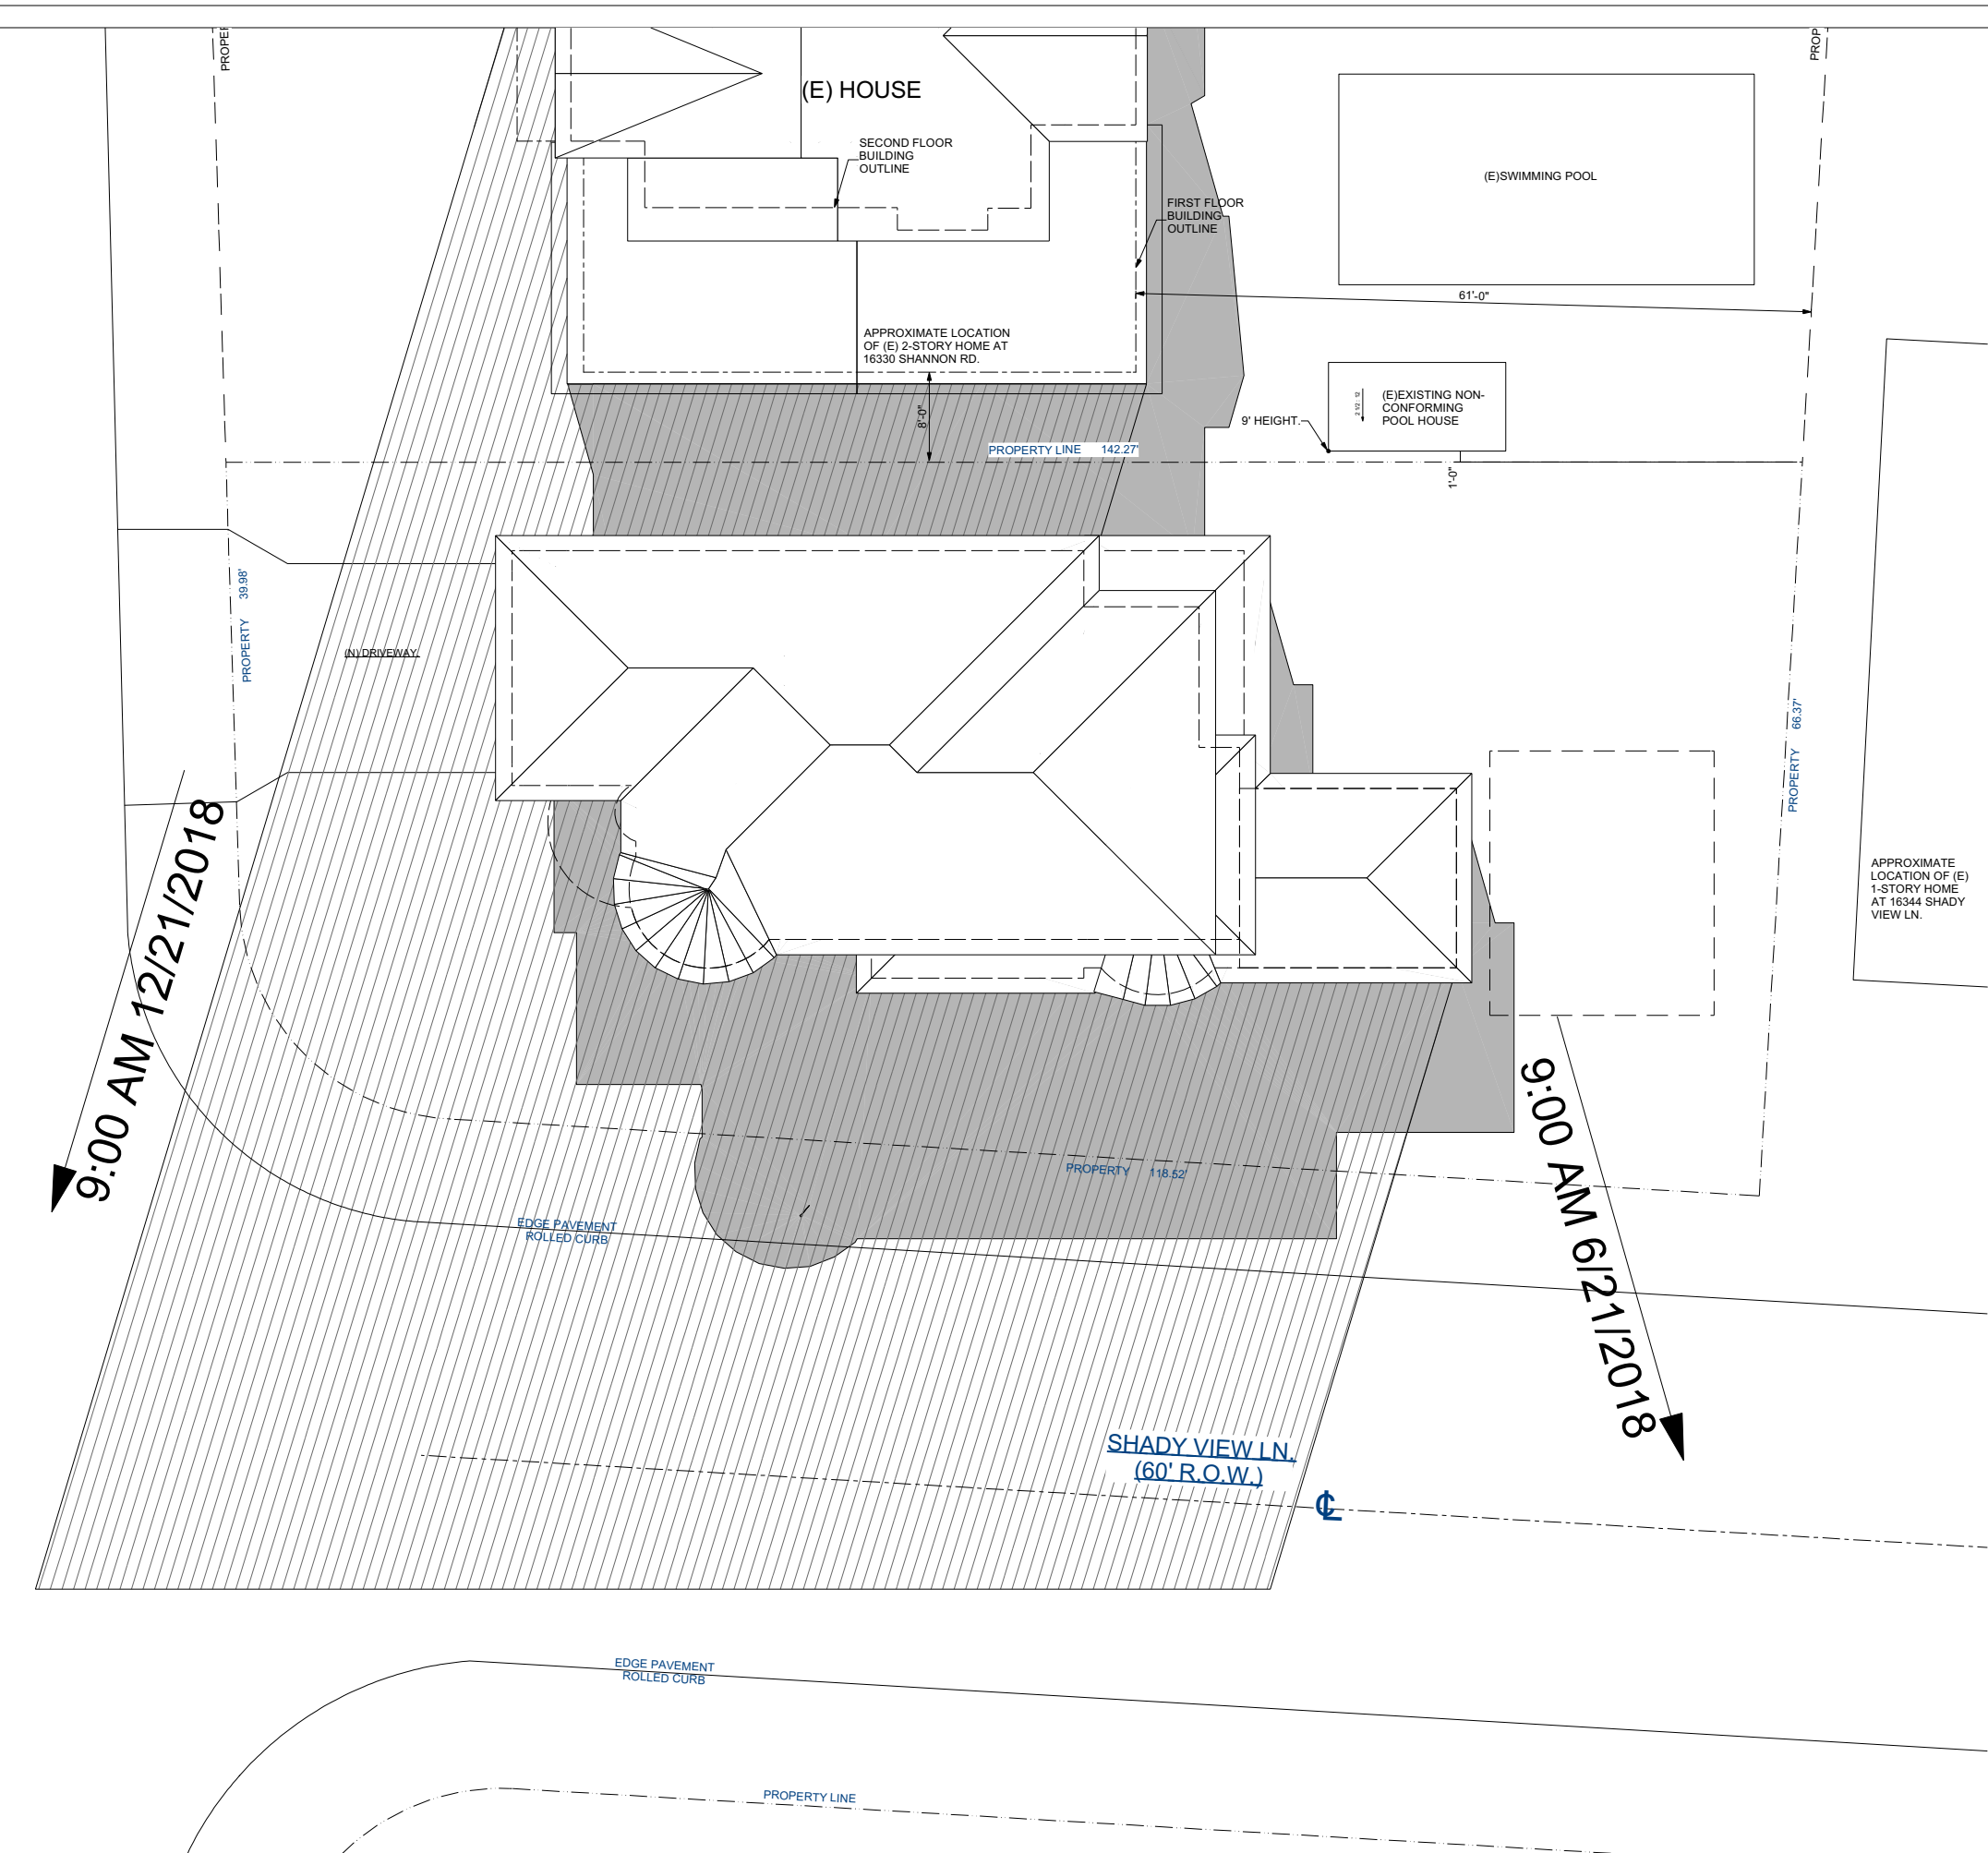 PROPE
PROP
(E) HOUSE
SECOND FLOOR
BUILDING
OUTLINE
(E)SWIMMING POOL
FIRST FLOOR
BUILDING
OUTLINE
61'-0"
APPROXIMATE LOCATION
OF (E) 2-STORY HOME AT
16330 SHANNON RD.
(E)EXISTING NON-
CONFORMING
POOL HOUSE
2 1/2 : 12
9' HEIGHT.
8'-0"
PROPERTY LINE 142.27'
1'-0"
PROPERTY 39.98'
(N) DRIVEWAY.
PROPERTY 66.37'
APPROXIMATE
LOCATION OF (E)
1-STORY HOME
AT 16344 SHADY
VIEW LN.
9:00 AM 12/21/2018
9:00 AM 6/21/2018
PROPERTY 118.52'
EDGE PAVEMENT
ROLLED CURB
SHADY VIEW LN.
(60' R.O.W.)
℄
EDGE PAVEMENT
ROLLED CURB
PROPERTY LINE